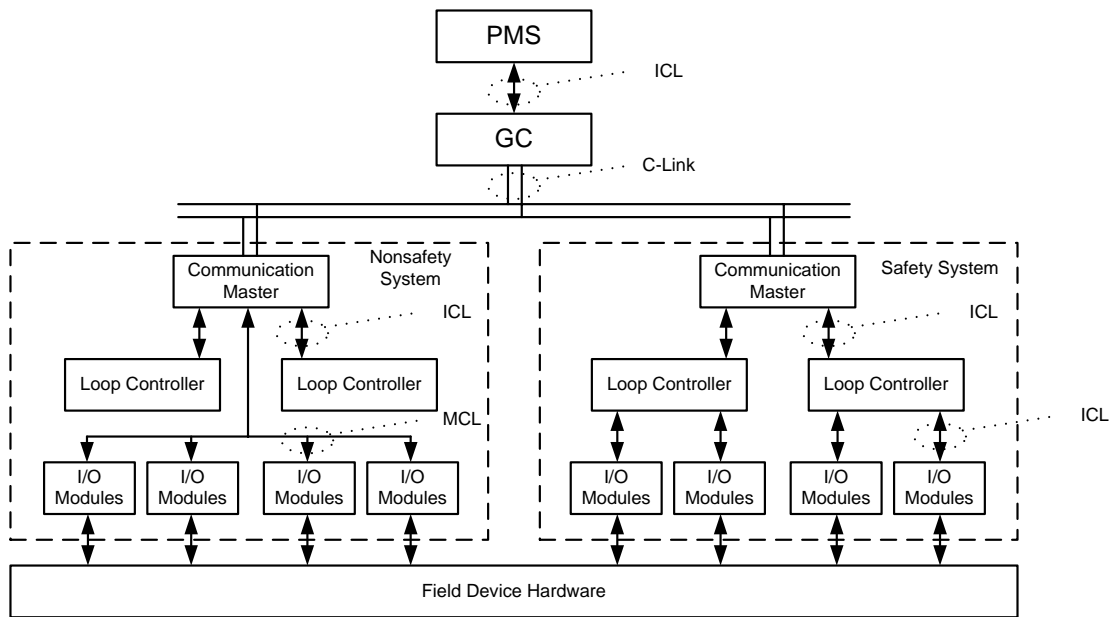 PMS
ICL
GC
C-Link
Nonsafety
System
Communication
Master
ICL
Loop Controller
Loop Controller
MCL
I/O
Modules
I/O
Modules
I/O
Modules
I/O
Modules
Safety System
Communication
Master
ICL
Loop Controller
Loop Controller
ICL
I/O
Modules
I/O
Modules
I/O
Modules
I/O
Modules
Field Device Hardware